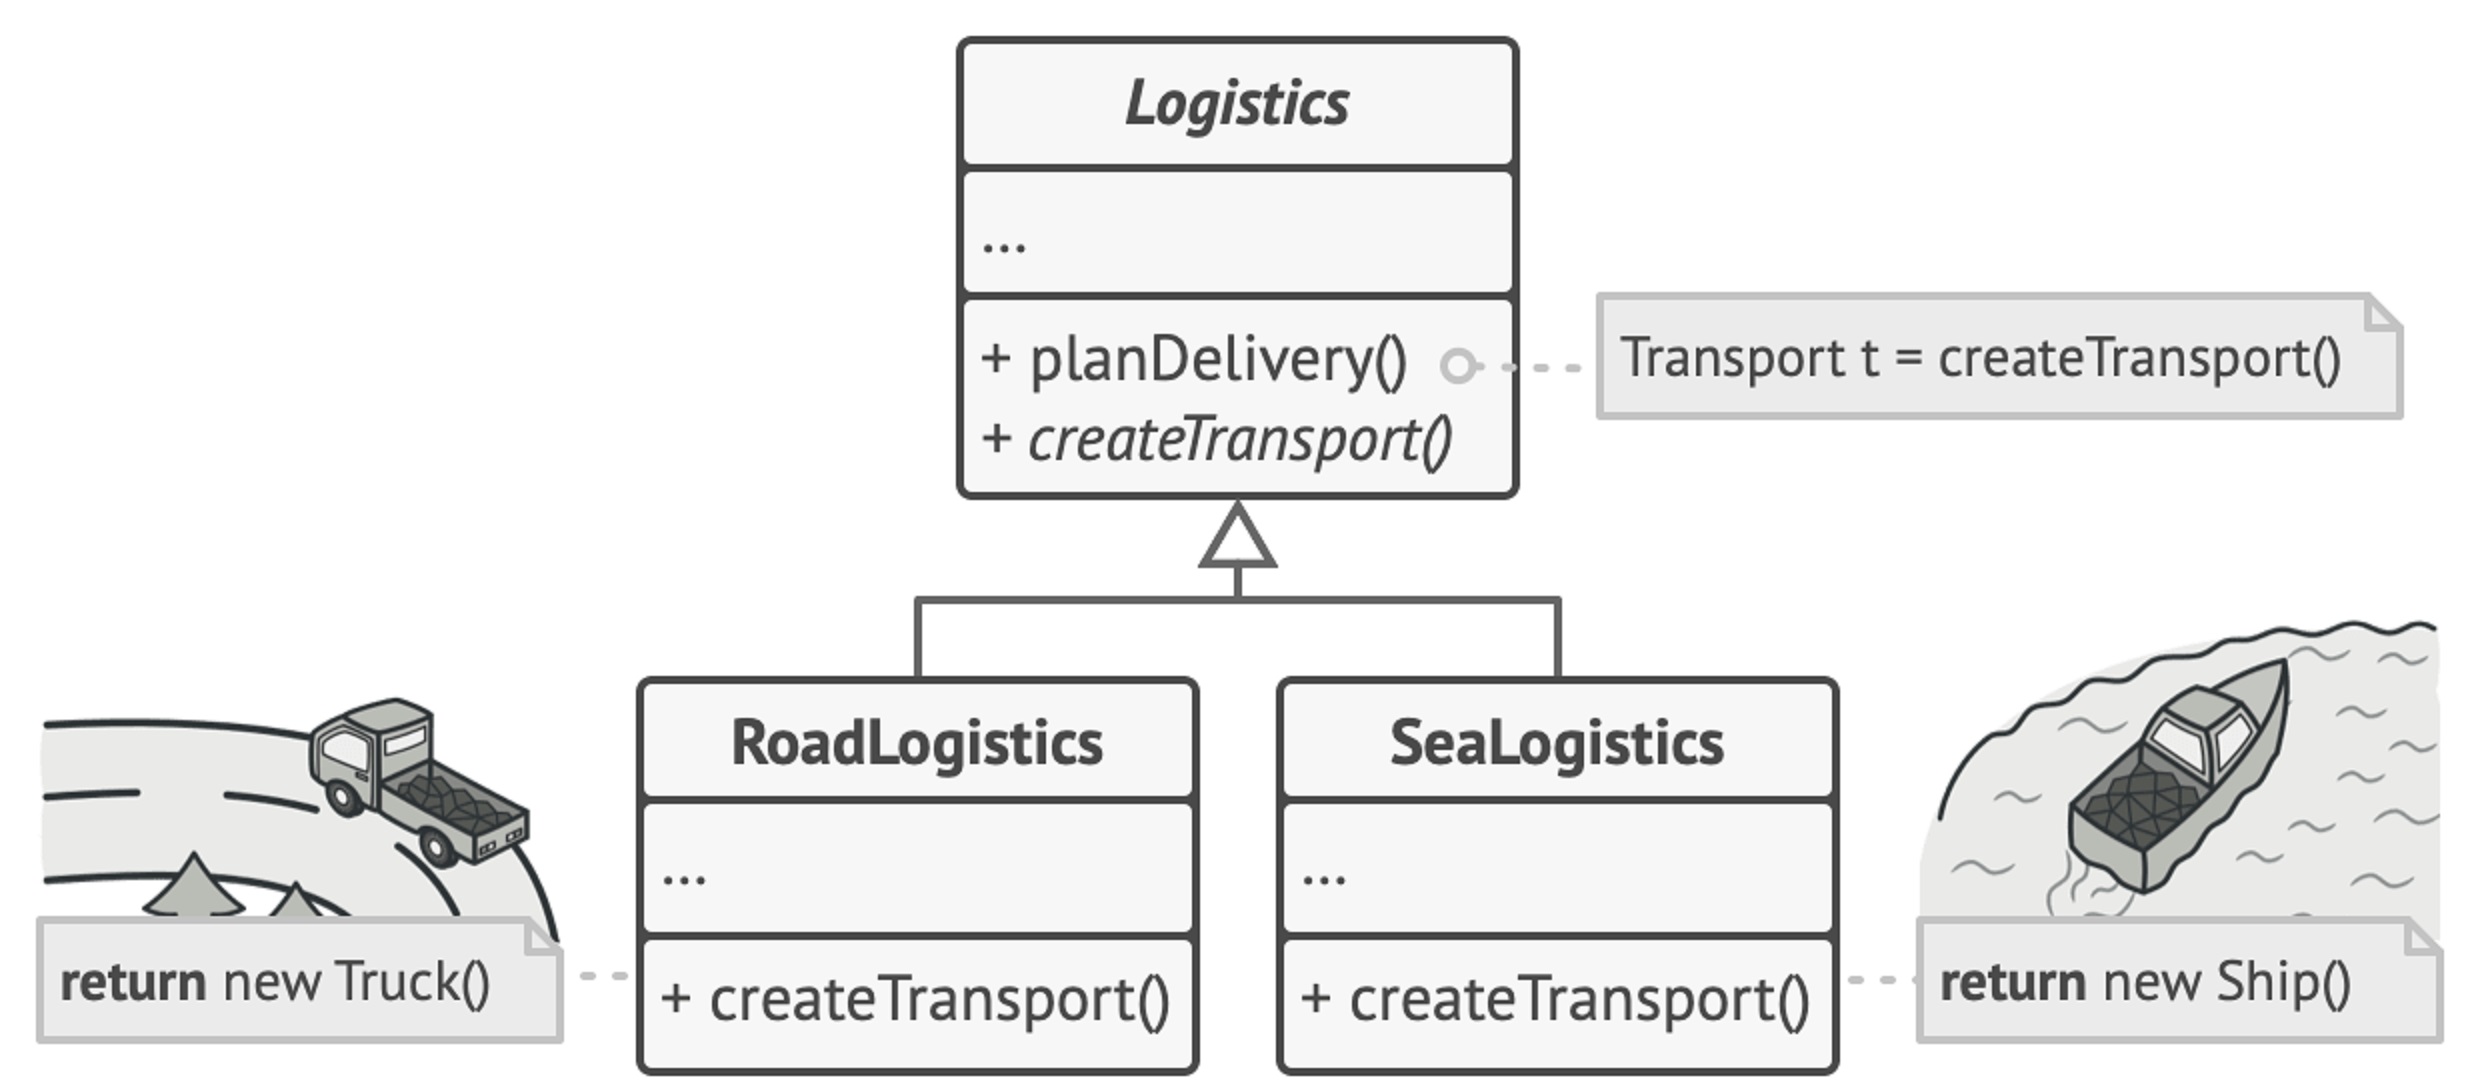 Logistics
...
+ planDelivery()
+ createTransport()
Transport t = createTransport()
RoadLogistics
...
+ createTransport()
return new Truck()
SeaLogistics
...
+ createTransport()
return new Ship()